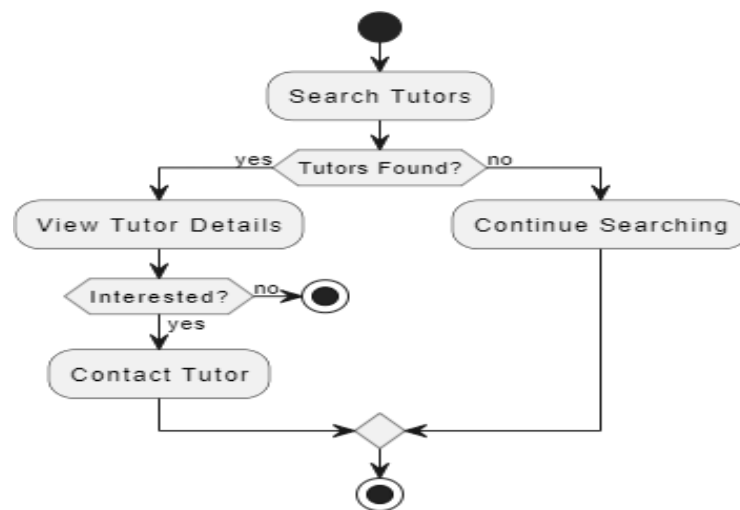 Search Tutors
yes
Tutors Found?
no
View Tutor Details
Continue Searching
Interested?
no
yes
Contact Tutor